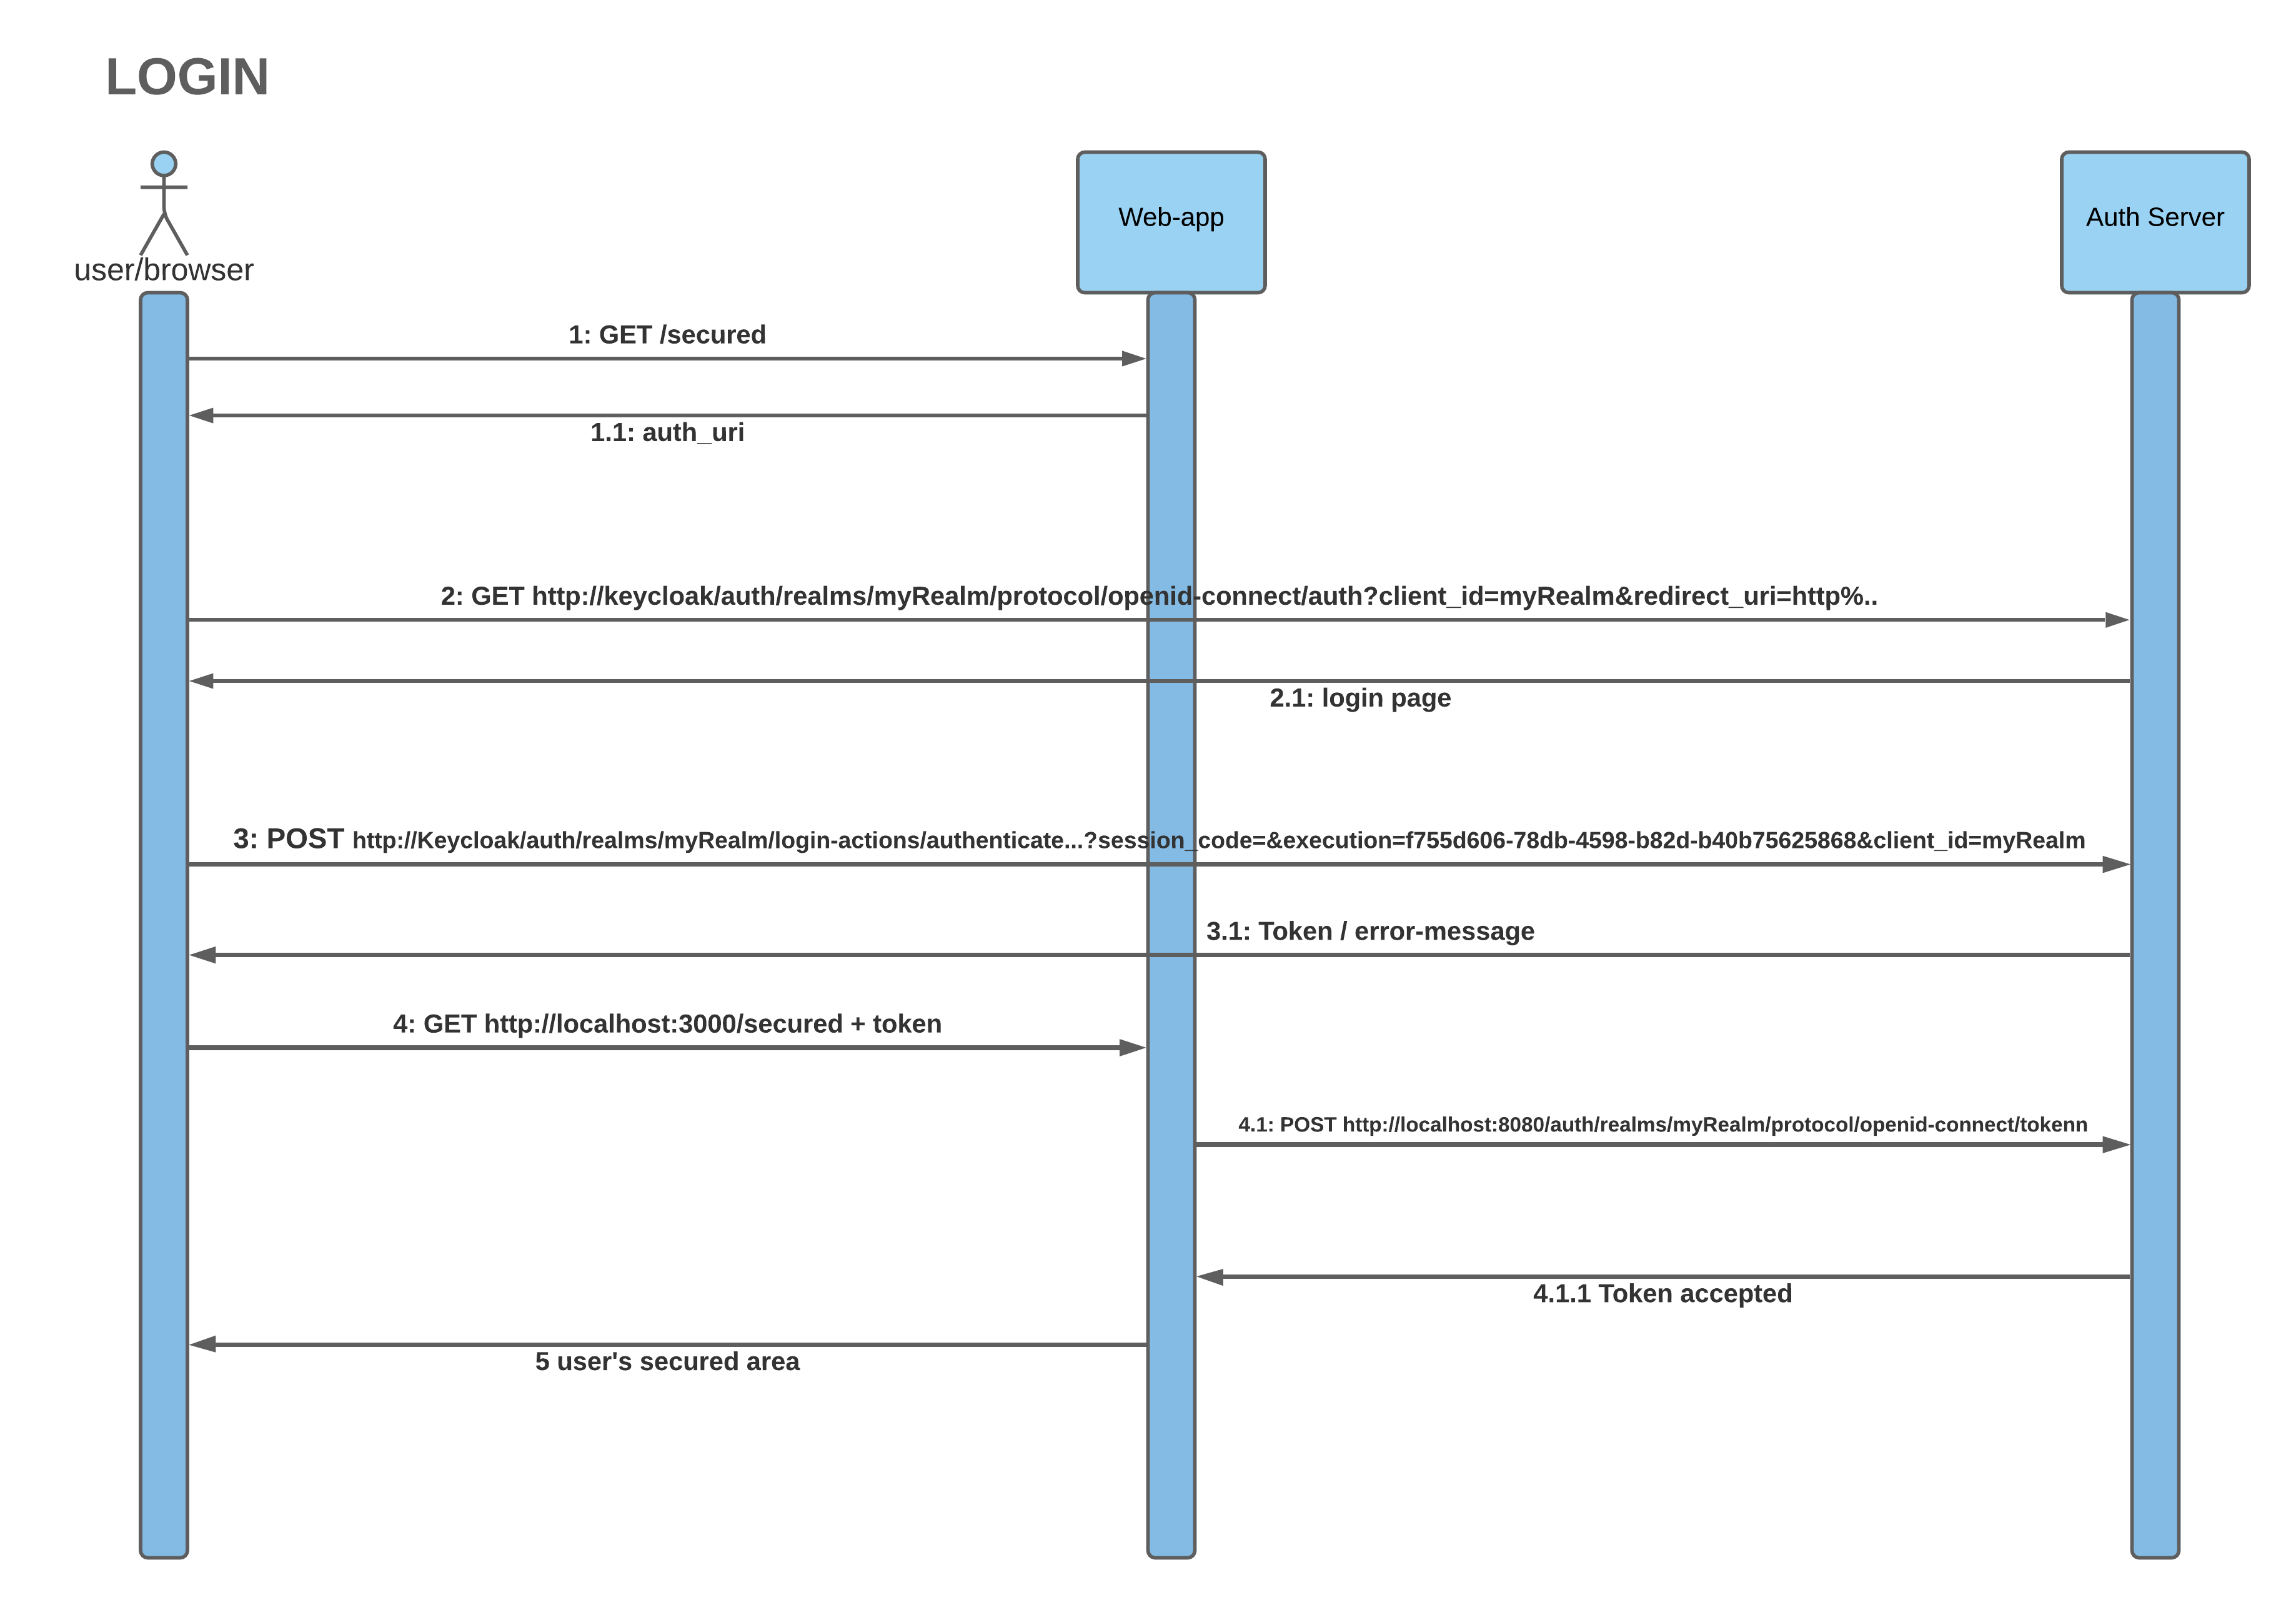 LOGIN
user/browser
Web-app
Auth Server
1: GET /secured
1.1: auth_uri
2: GET http://keycloak/auth/realms/myRealm/protocol/openid-connect/auth?client_id=myRealm&redirect_uri=http%..
2.1: login page
3: POST http://Keycloak/auth/realms/myRealm/login-actions/authenticate...?session_code=&execution=f755d606-78db-4598-b82d-b40b75625868&client_id=myRealm
3.1: Token / error-message
4: GET http://localhost:3000/secured + token
4.1: POST http://localhost:8080/auth/realms/myRealm/protocol/openid-connect/tokenn
4.1.1 Token accepted
5 user's secured area